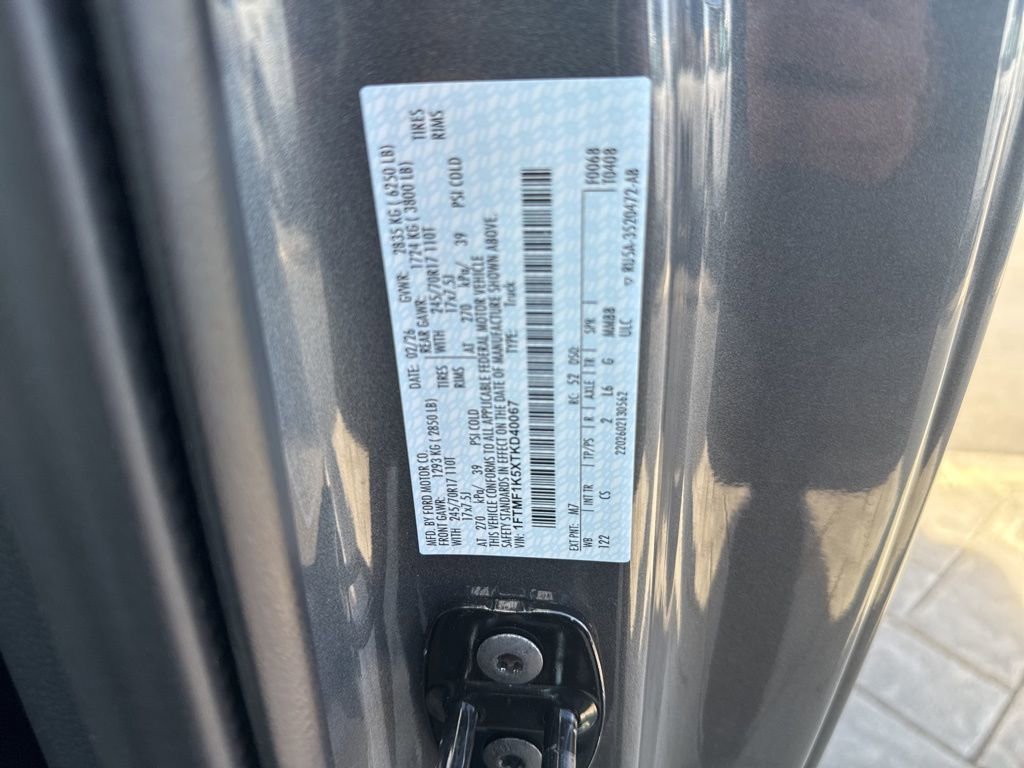 MFD. BY FORD MOTOR CO.
DATE: 02/26 GVWR: 2835 KG ( 6250 LB)
FRONT GAWR: 1293 KG ( 2850 LB)
REAR GAWR: 1724 KG ( 3800 LB)
WITH 245/70R17 110T TIRES
WITH 245/70R17 110T TIRES
17x7.5J RIMS
17x7.5J RIMS
AT 270 kPa/ 39 PSI COLD
AT 270 kPa/ 39 PSI COLD
THIS VEHICLE CONFORMS TO ALL APPLICABLE FEDERAL MOTOR VEHICLE
SAFETY STANDARDS IN EFFECT ON THE DATE OF MANUFACTURE SHOWN ABOVE.
VIN: 1FTMF1K5XTKD40067
TYPE: Truck
F0068
T0408
EXT PNT: M7 RC: 52 DSO:
WB INT TR TP/PS R AXLE TR SPR
122 CS 2 L6 G MAM88
2202602130562 ULC
RU5A-3520472-AB